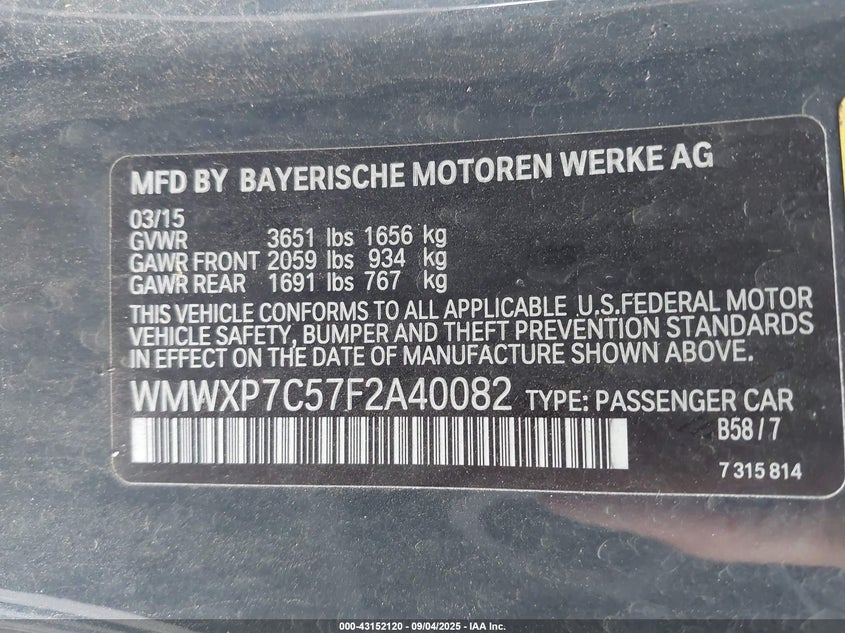 MFD BY BAYERISCHE MOTOREN WERKE AG
03/15
GVWR 3651 lbs 1656 kg
GAWR FRONT 2059 lbs 934 kg
GAWR REAR 1691 lbs 767 kg
THIS VEHICLE CONFORMS TO ALL APPLICABLE U.S.FEDERAL MOTOR
VEHICLE SAFETY, BUMPER AND THEFT PREVENTION STANDARDS
IN EFFECT ON THE DATE OF MANUFACTURE SHOWN ABOVE.
WMWXP7C57F2A40082 TYPE: PASSENGER CAR
B58 / 7
7 315 814
000-43152120 - 09/04/2025 - IAA Inc.